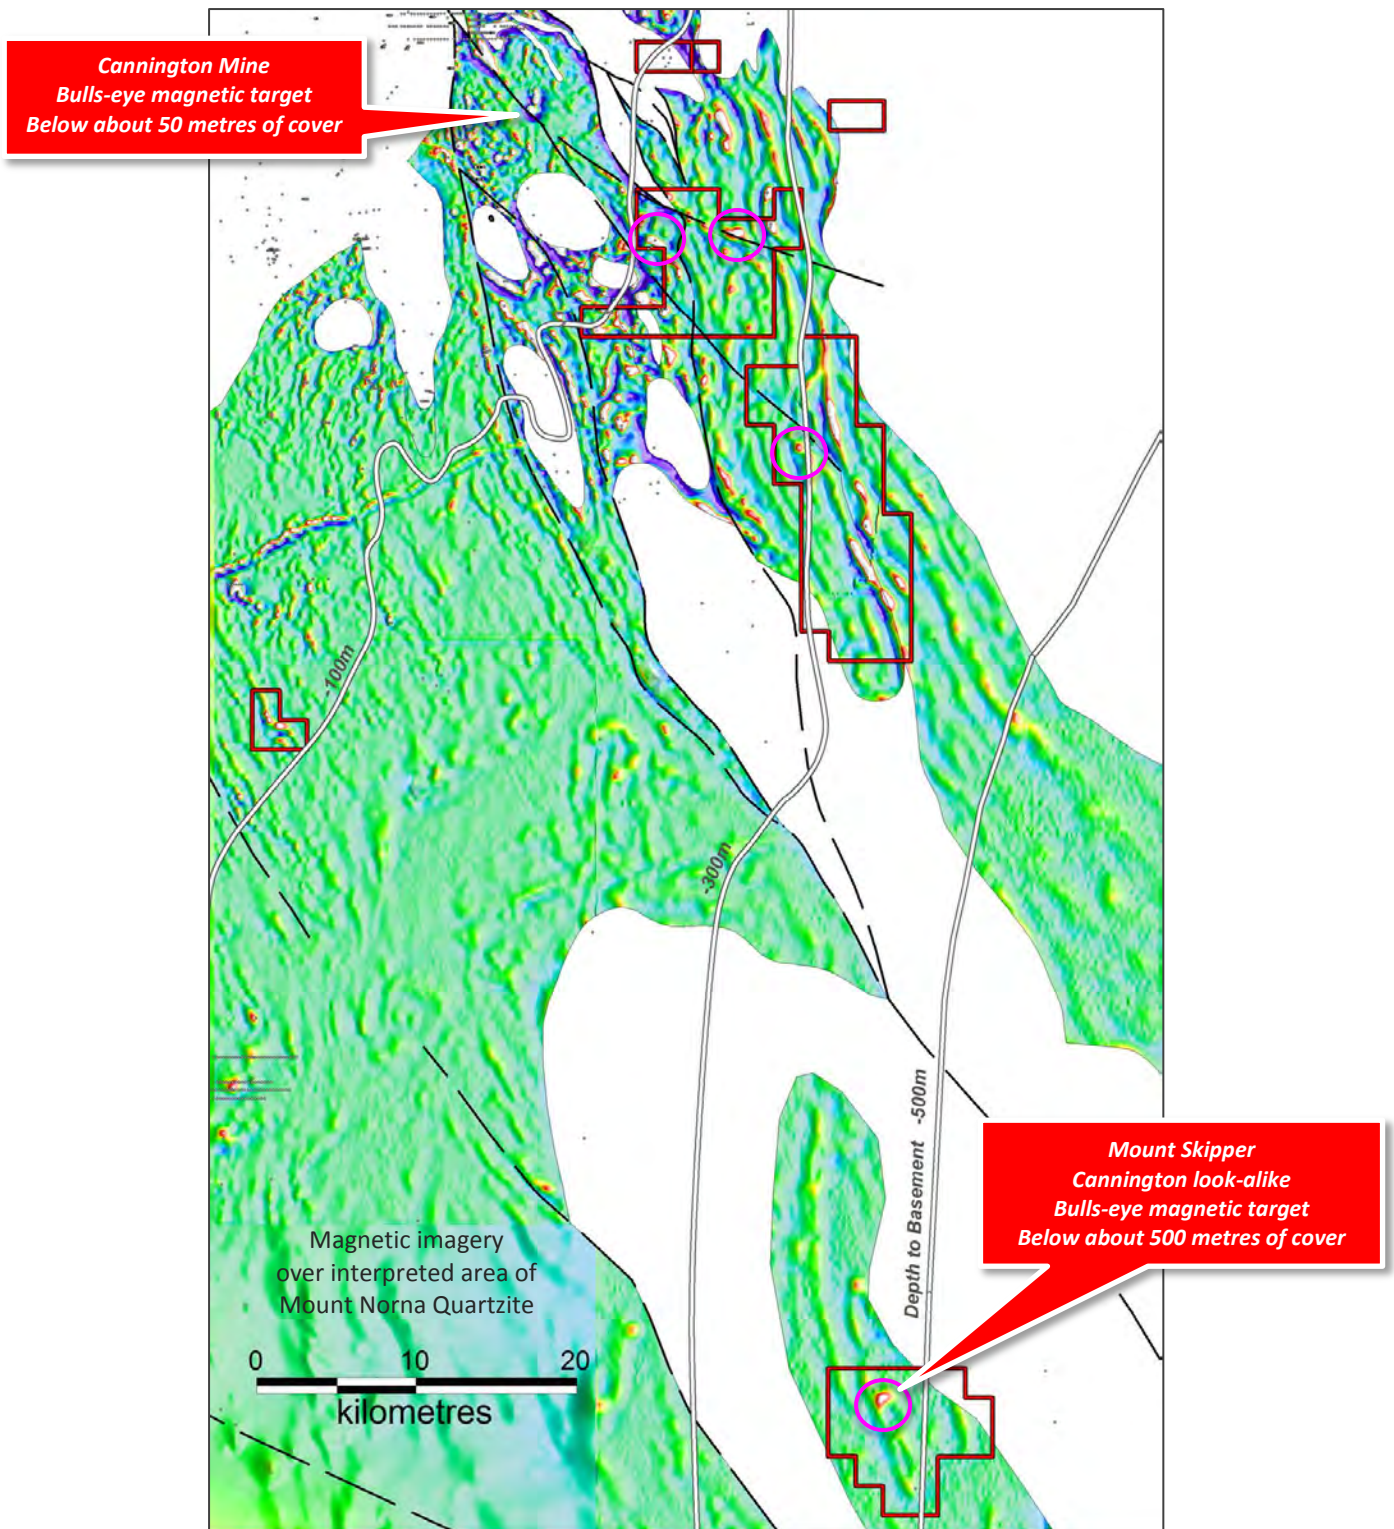 Cannington Mine
Bulls-eye magnetic target
Below about 50 metres of cover
-100m
-300m
Depth to Basement -500m
Mount Skipper
Cannington look-alike
Bulls-eye magnetic target
Below about 500 metres of cover
Magnetic imagery
over interpreted area of
Mount Norna Quartzite
0 10 20
kilometres